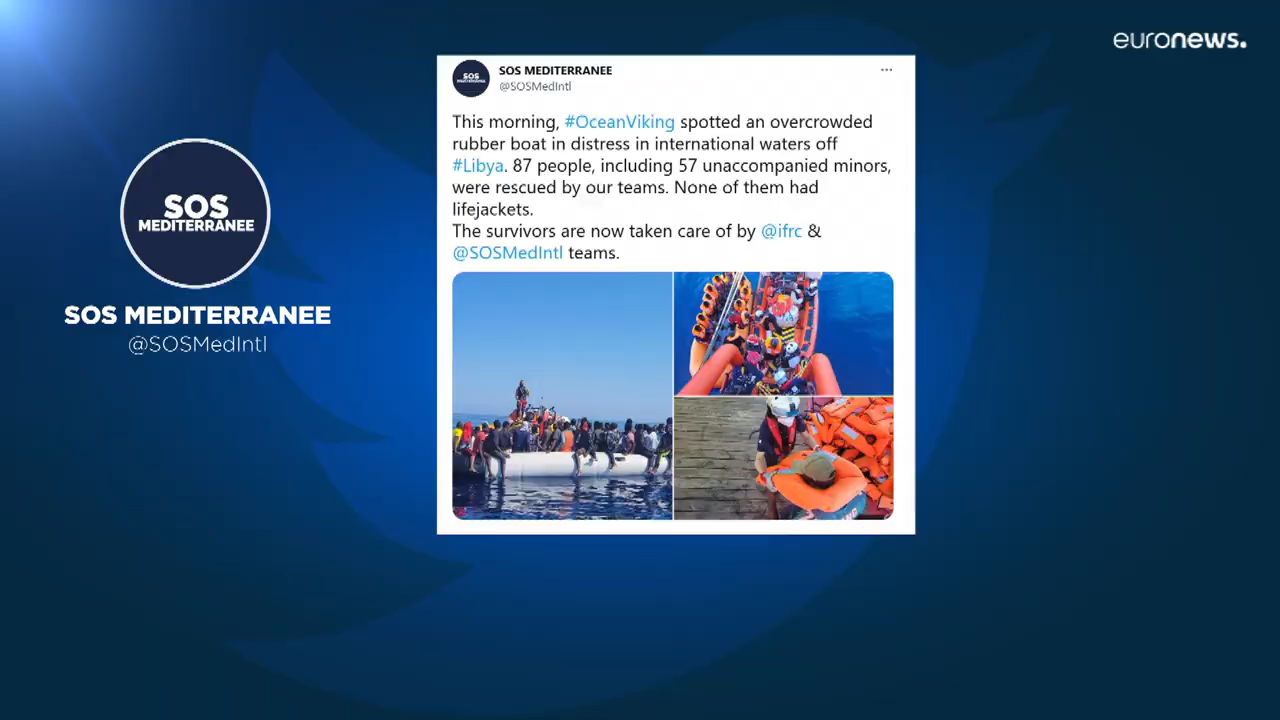 euronews.
SOS MEDITERRANEE
@SOSMedIntl
This morning, #OceanViking spotted an overcrowded
rubber boat in distress in international waters off
#Libya. 87 people, including 57 unaccompanied minors,
were rescued by our teams. None of them had
lifejackets.
The survivors are now taken care of by @ifrc &
@SOSMedIntl teams.
SOS
MEDITERRANEE
SOS
MEDITERRANEE
SOS MEDITERRANEE
@SOSMedIntl